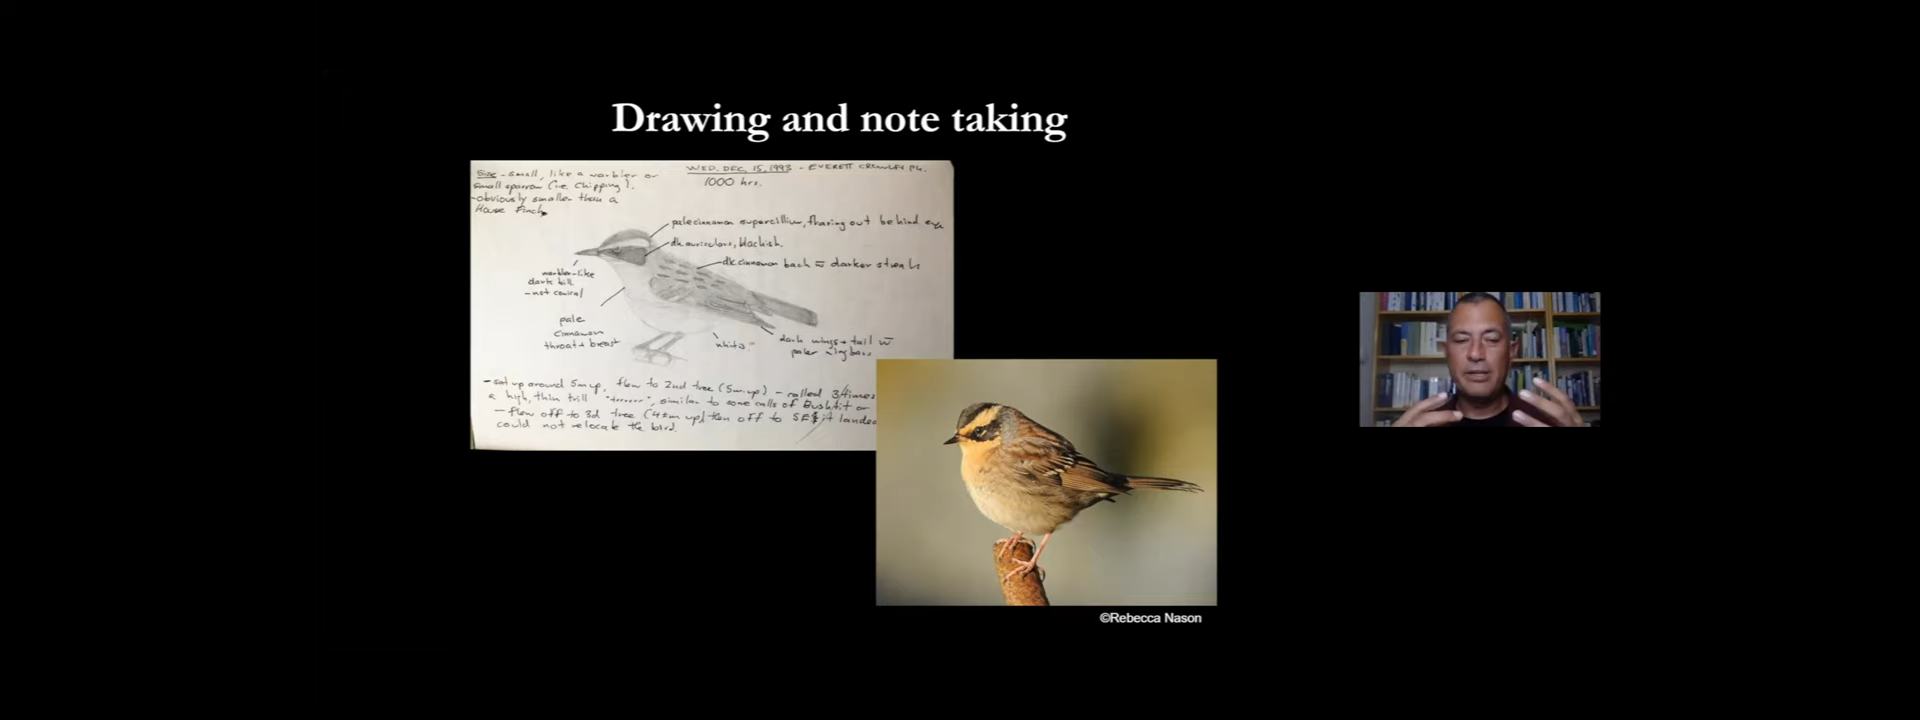 Drawing and note taking
WED. DEC. 15, 1993 - EVERETT CROWLEY PK.
1000 hrs.
Size - small, like a warbler or
small sparrow (ie. Chipping).
- obviously smaller than a
House Finch
pale cinnamon supercilium, flaring out behind eye
dk auriculars, blackish.
dk. cinnamon back w darker streaks
warbler-like
dark bill
- not conical
pale
cinnamon
throat + breast
white
dark wings + tail w
paler wingbars
- sat up around 5m up, flew to 2nd tree (5m up) - called 3 times
a high, thin trill similar to some calls of Bushtit or
- flew off to 3d tree (4m up) then off to SE landed
could not relocate the bird.
©Rebecca Nason